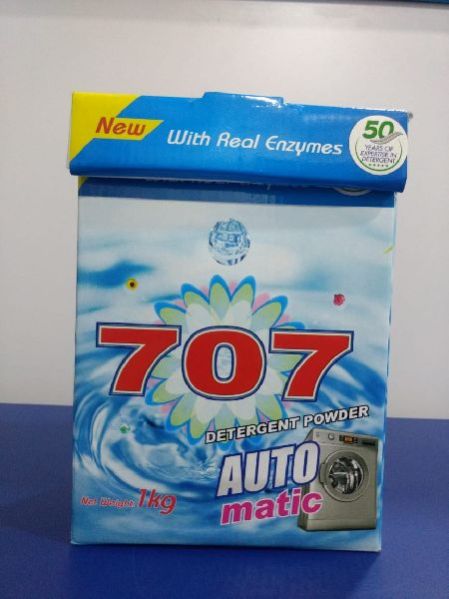 New
With Real Enzymes
50
YEARS OF
EXPERTISE IN
DETERGENT
707
DETERGENT POWDER
AUTO
matic
Net Weight: 1kg